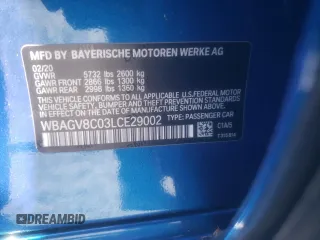 MFD BY BAYERISCHE MOTOREN WERKE AG
02/20
GVWR 5732 lbs 2600 kg
GAWR FRONT 2866 lbs 1300 kg
GAWR REAR 2998 lbs 1360 kg
THIS VEHICLE CONFORMS TO ALL APPLICABLE U.S.FEDERAL MOTOR
VEHICLE SAFETY, BUMPER AND THEFT PREVENTION STANDARDS IN
EFFECT ON THE DATE OF MANUFACTURE SHOWN ABOVE.
WBAGV8C03LCE29002 TYPE: PASSENGER CAR
C1A/5
DREAMBID